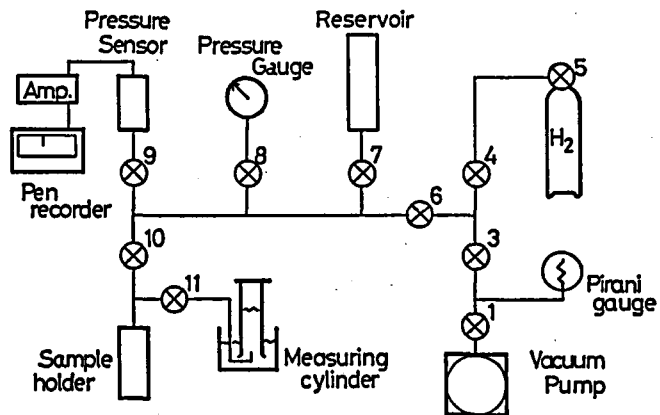 Pressure
Sensor
Amp.
Pen
recorder
9
10
11
Sample
holder
Measuring
cylinder
Pressure
Gauge
8
Reservoir
7
6
5
H2
4
3
Pirani
gauge
1
Vacuum
Pump